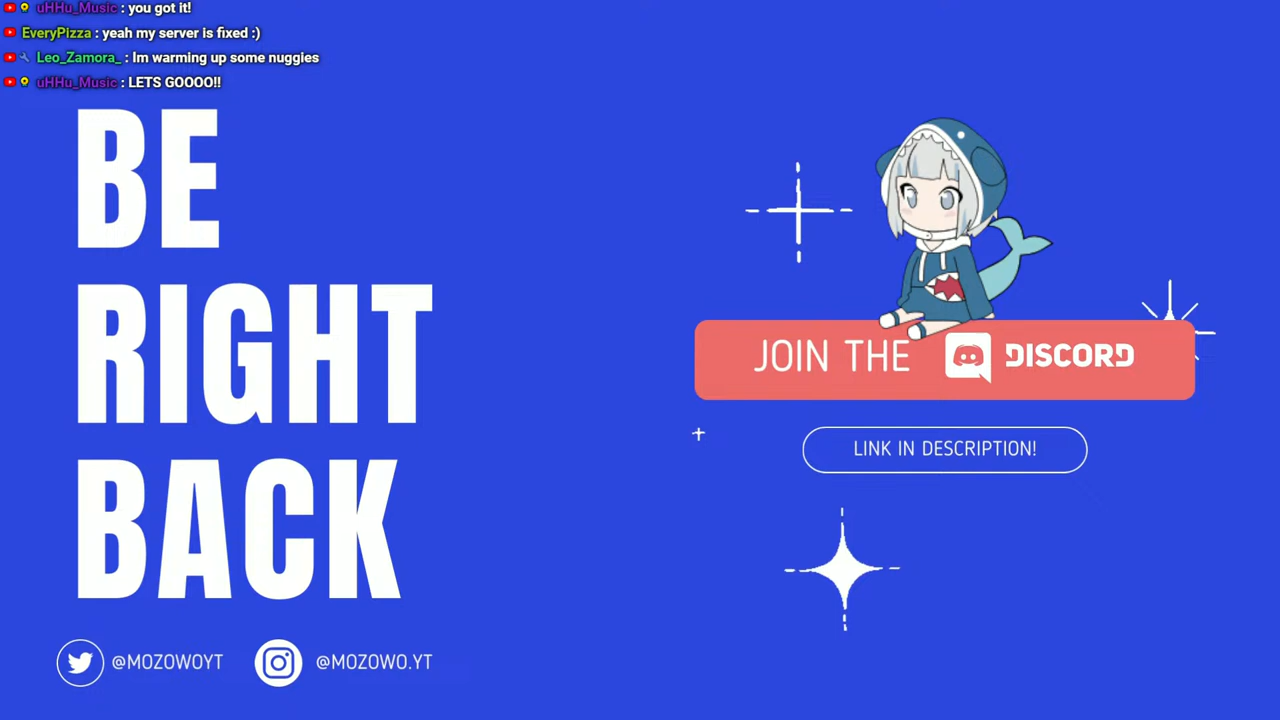 uHHu_Music : you got it!
EveryPizza : yeah my server is fixed :)
Leo_Zamora_ : Im warming up some nuggies
uHHu_Music : LETS GOOOO!!
BE
RIGHT
BACK
JOIN THE DISCORD
LINK IN DESCRIPTION!
@MOZOWOYT
@MOZOWO.YT